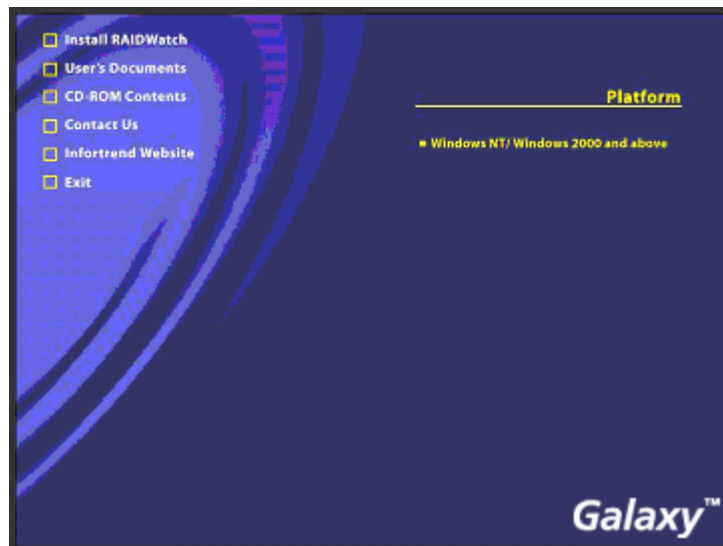 Install RAIDWatch
User's Documents
CD-ROM Contents
Contact Us
Infortrend Website
Exit
Platform
Windows NT/ Windows 2000 and above
Galaxy™